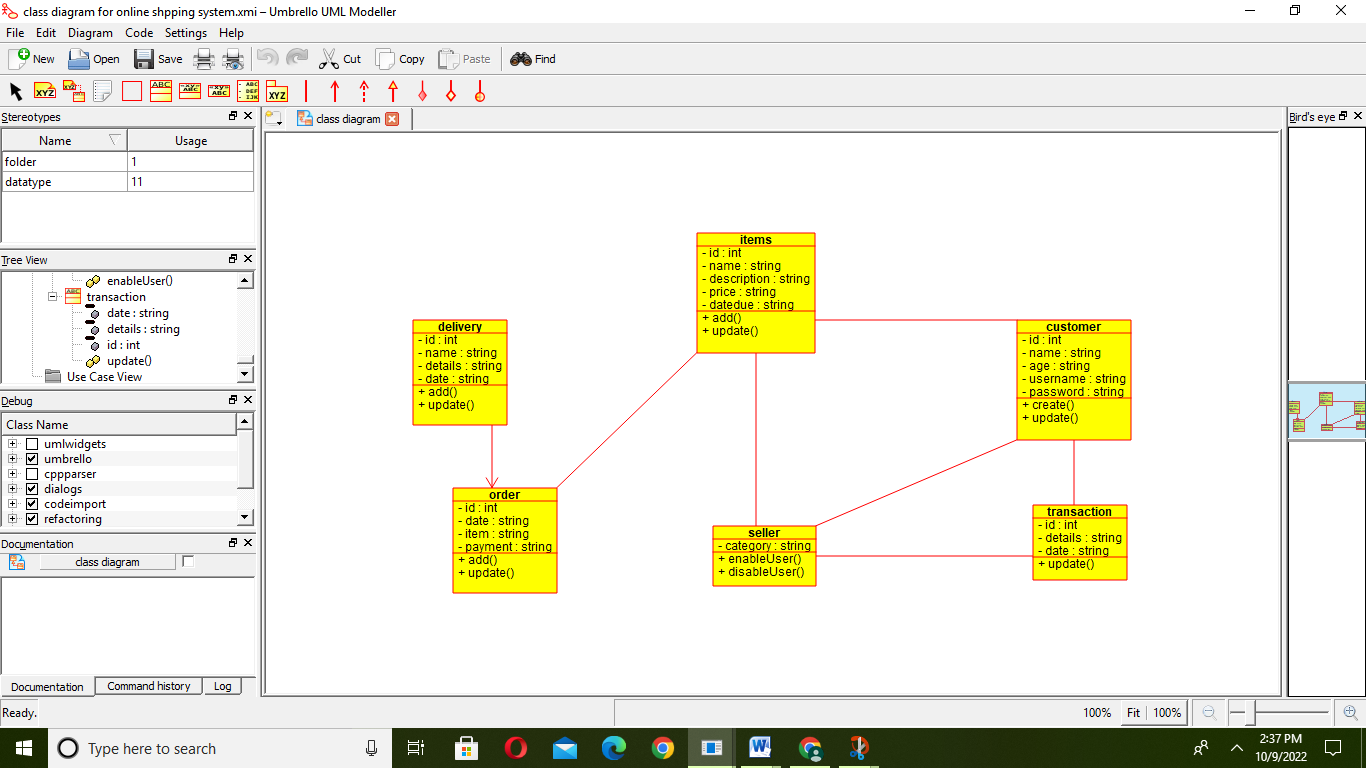 class diagram for online shpping system.xmi – Umbrello UML Modeller
File Edit Diagram Code Settings Help
New Open Save Cut Copy Paste Find
Stereotypes
Name Usage
folder 1
datatype 11
Tree View
enableUser()
transaction
date : string
details : string
id : int
update()
Use Case View
Debug
Class Name
umlwidgets
umbrello
cppparser
dialogs
codeimport
refactoring
Documentation
class diagram
Documentation Command history Log
Ready.
class diagram
items
- id : int
- name : string
- description : string
- price : string
- datedue : string
+ add()
+ update()
delivery
- id : int
- name : string
- details : string
- date : string
+ add()
+ update()
customer
- id : int
- name : string
- age : string
- username : string
- password : string
+ create()
+ update()
order
- id : int
- date : string
- item : string
- payment : string
+ add()
+ update()
seller
- category : string
+ enableUser()
+ disableUser()
transaction
- id : int
- details : string
- date : string
+ update()
Bird's eye
100% Fit 100%
Type here to search
2:37 PM
10/9/2022